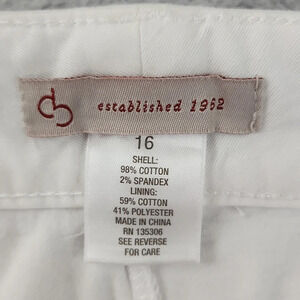 db established 1962
16
SHELL:
98% COTTON
2% SPANDEX
LINING:
59% COTTON
41% POLYESTER
MADE IN CHINA
RN 135306
SEE REVERSE
FOR CARE